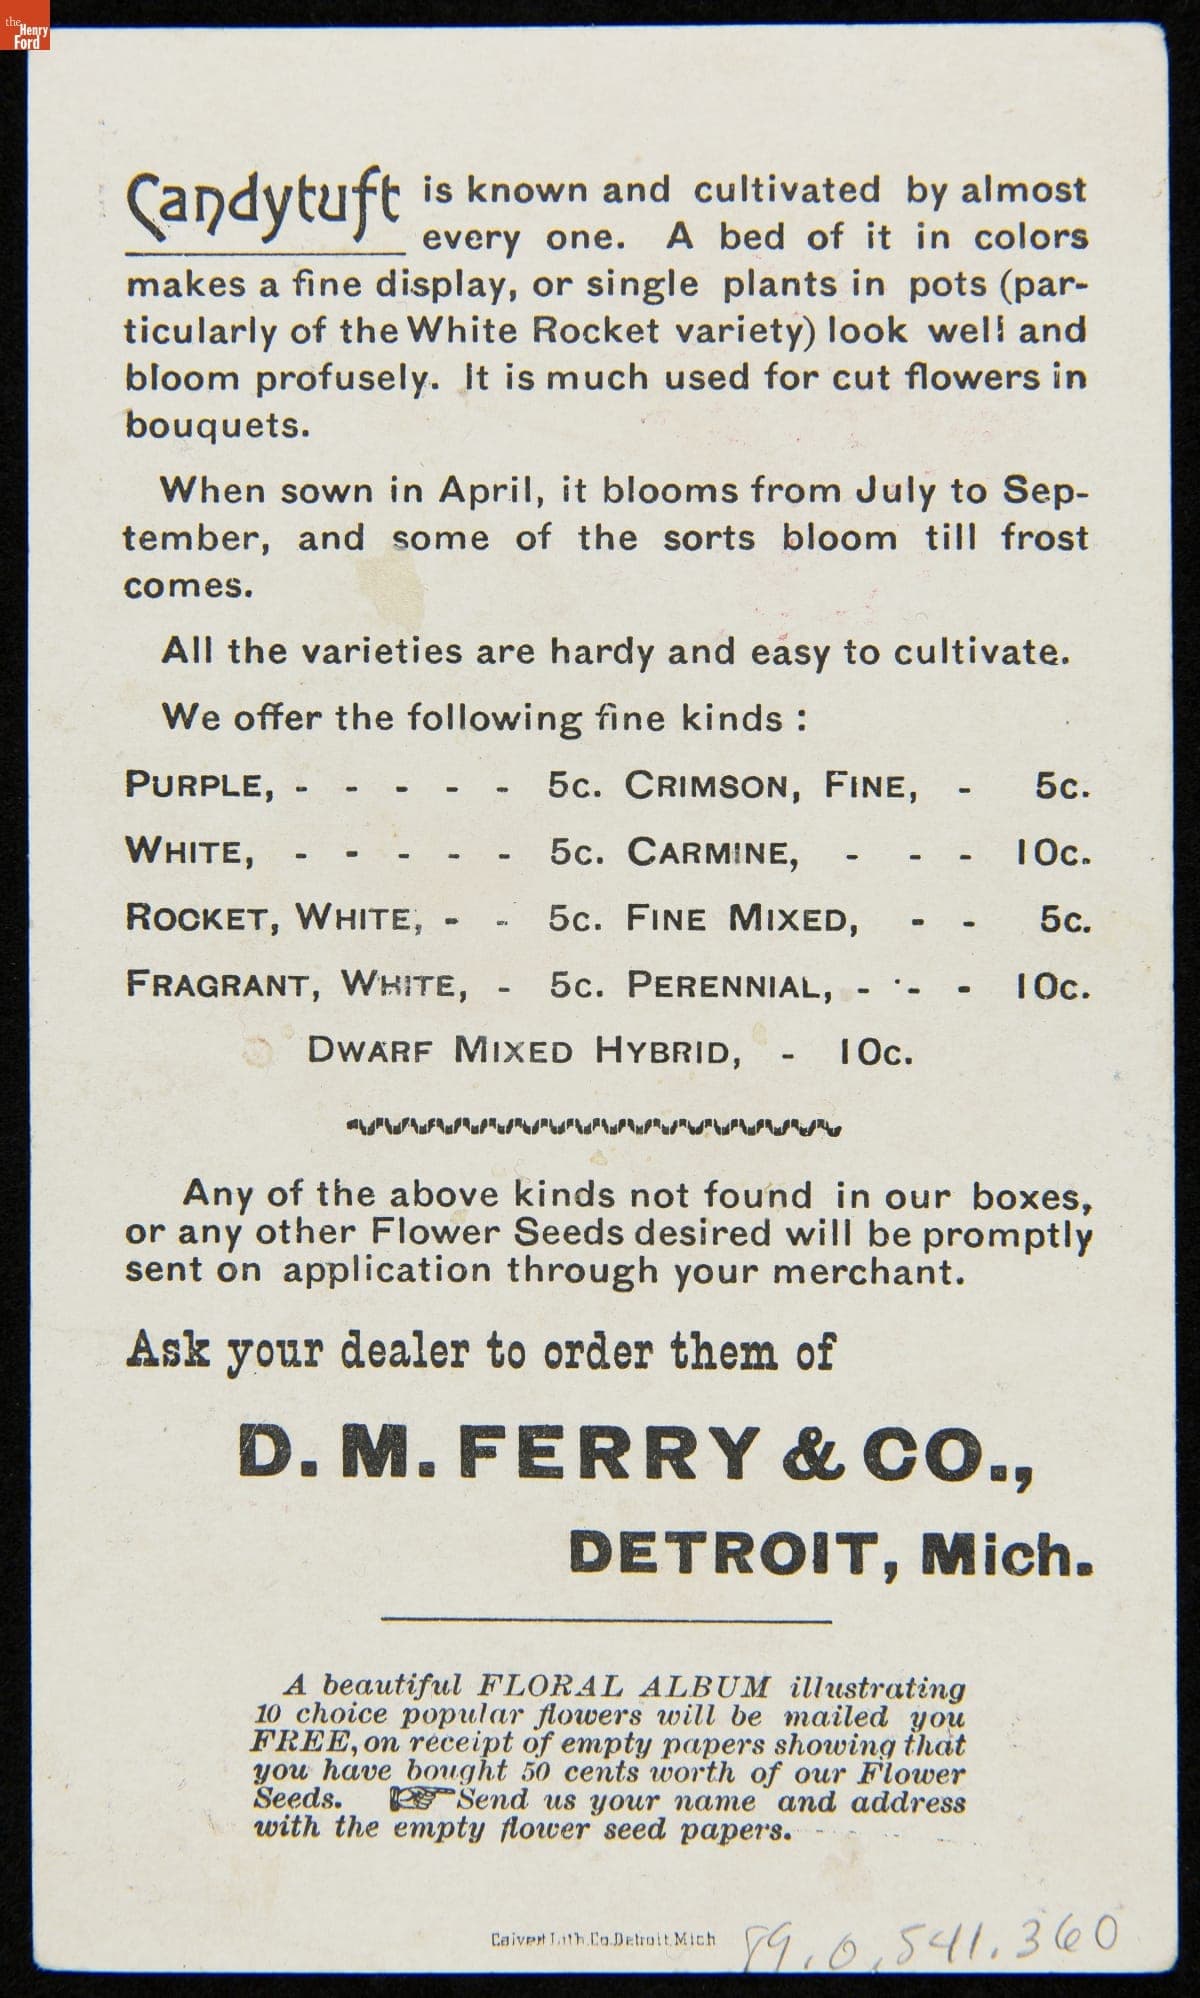 the
Henry
Ford
Candytuft is known and cultivated by almost
every one. A bed of it in colors
makes a fine display, or single plants in pots (par-
ticularly of the White Rocket variety) look well and
bloom profusely. It is much used for cut flowers in
bouquets.
When sown in April, it blooms from July to Sep-
tember, and some of the sorts bloom till frost
comes.
All the varieties are hardy and easy to cultivate.
We offer the following fine kinds :
PURPLE, - - - - - 5c. CRIMSON, FINE, - 5c.
WHITE, - - - - - 5c. CARMINE, - - - 10c.
ROCKET, WHITE, - - 5c. FINE MIXED, - - 5c.
FRAGRANT, WHITE, - 5c. PERENNIAL, - - - 10c.
DWARF MIXED HYBRID, - 10c.
Any of the above kinds not found in our boxes,
or any other Flower Seeds desired will be promptly
sent on application through your merchant.
Ask your dealer to order them of
D. M. FERRY & CO.,
DETROIT, Mich.
A beautiful FLORAL ALBUM illustrating
10 choice popular flowers will be mailed you
FREE, on receipt of empty papers showing that
you have bought 50 cents worth of our Flower
Seeds. ☞ Send us your name and address
with the empty flower seed papers.
Calvert Lith. Co. Detroit, Mich
89.0.541.360